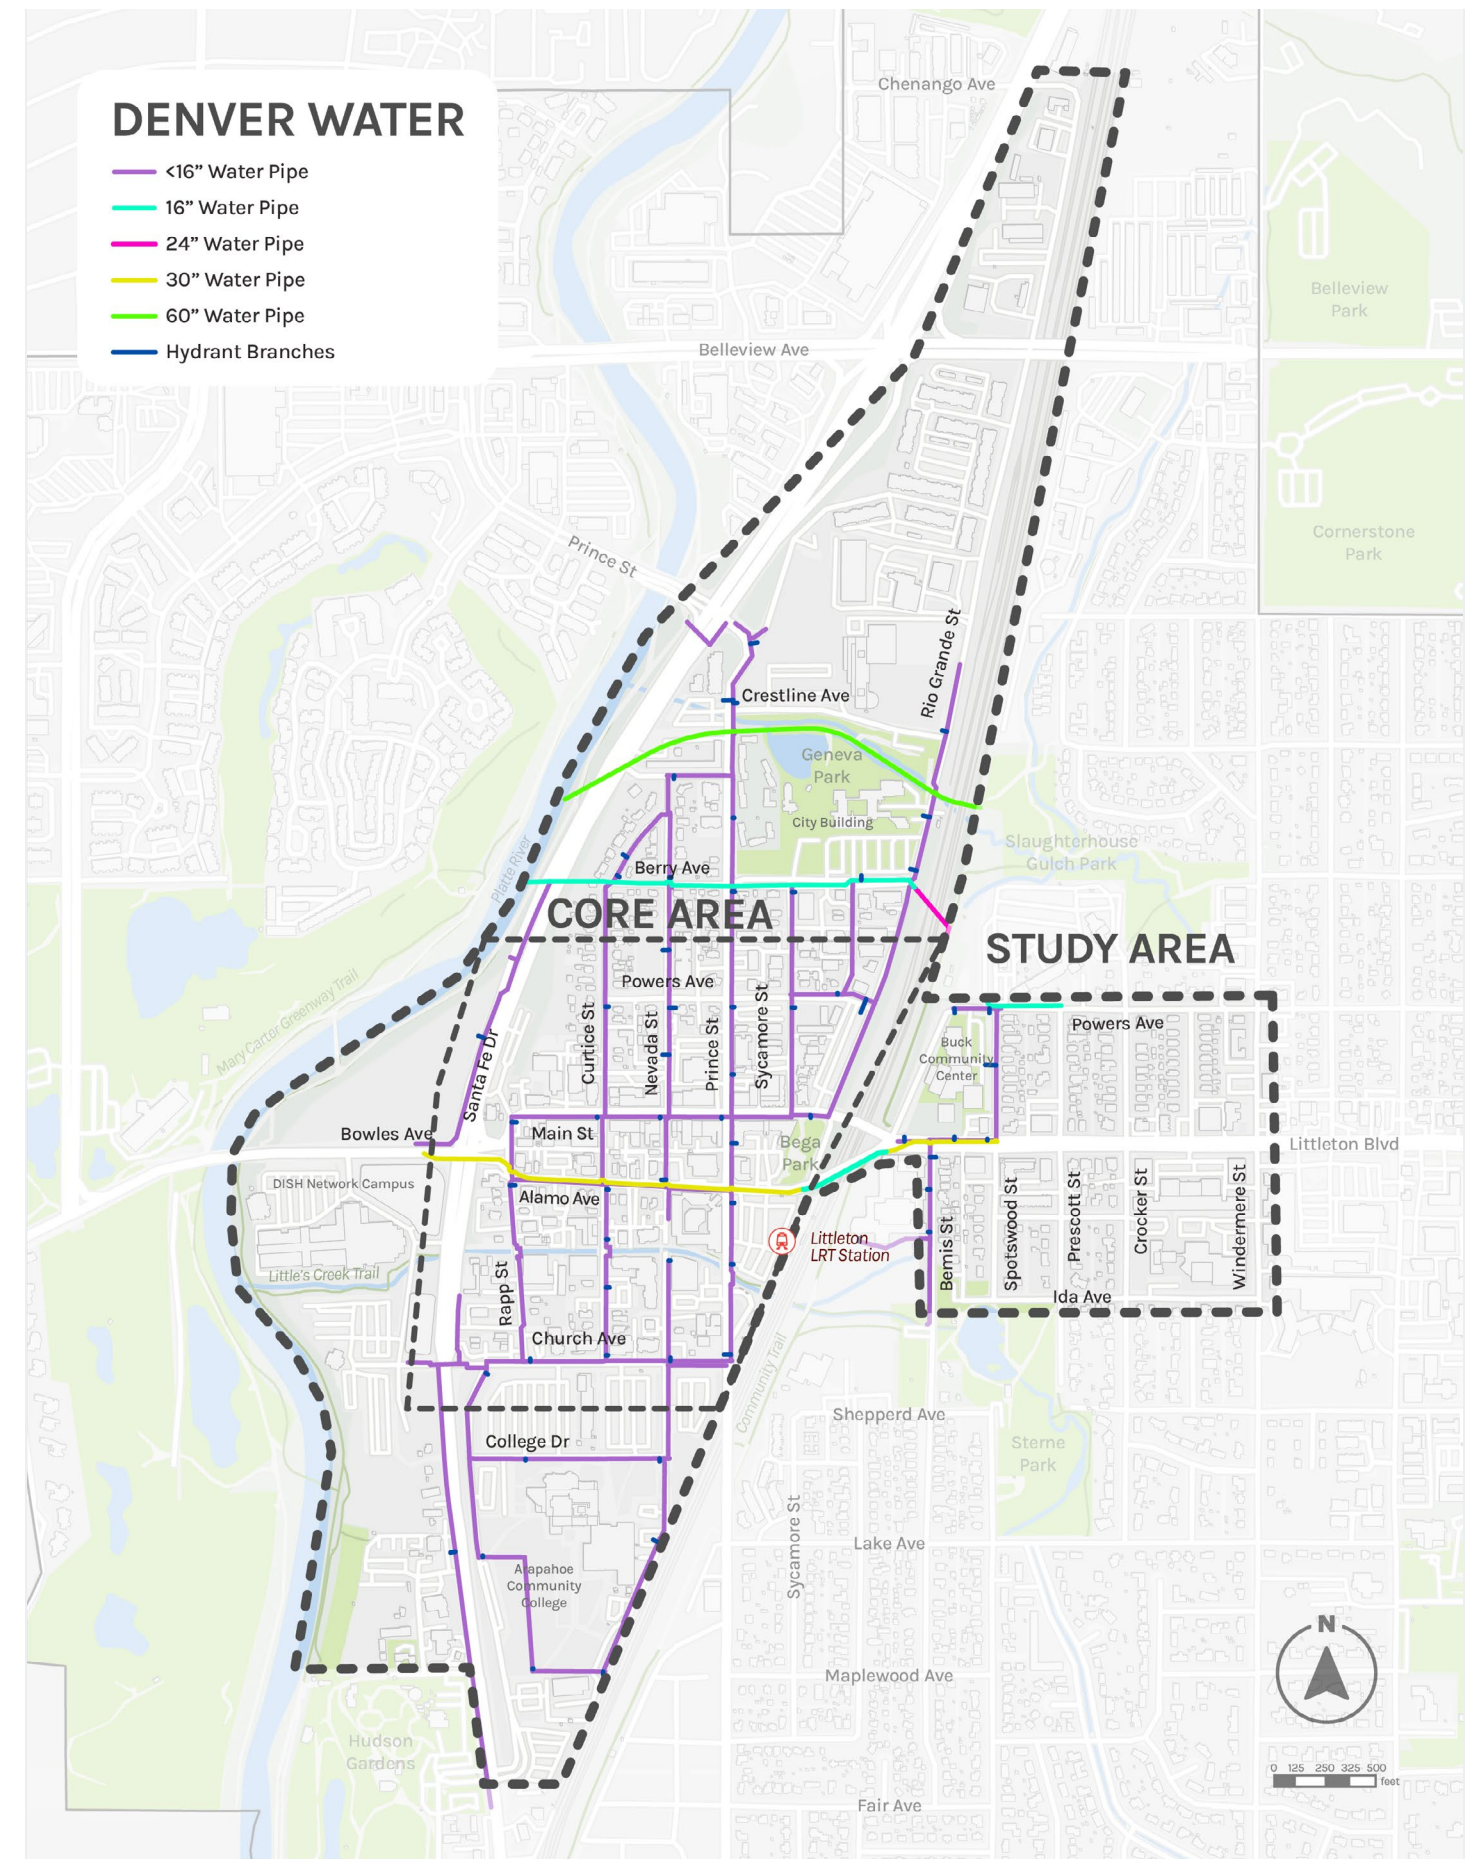 Chenango Ave
DENVER WATER
<16” Water Pipe
16” Water Pipe
24” Water Pipe
30” Water Pipe
60” Water Pipe
Hydrant Branches
Belleview
Park
Belleview Ave
Cornerstone
Park
Prince St
Rio Grande St
Crestline Ave
Geneva
Park
City Building
Slaughterhouse
Gulch Park
Platte River
Berry Ave
CORE AREA
STUDY AREA
Mary Carter Greenway Trail
Powers Ave
Santa Fe Dr
Curtice St
Nevada St
Prince St
Sycamore St
Powers Ave
Buck
Community
Center
Bowles Ave
Main St
Bega
Park
Littleton Blvd
DISH Network Campus
Alamo Ave
Littleton
LRT Station
Bemis St
Spotswood St
Prescott St
Crocker St
Windermere St
Little's Creek Trail
Rapp St
Ida Ave
Church Ave
Community Trail
Shepperd Ave
College Dr
Sterne
Park
Sycamore St
Lake Ave
Arapahoe
Community
College
Maplewood Ave
N
Hudson
Gardens
0 125 250 325 500
feet
Fair Ave